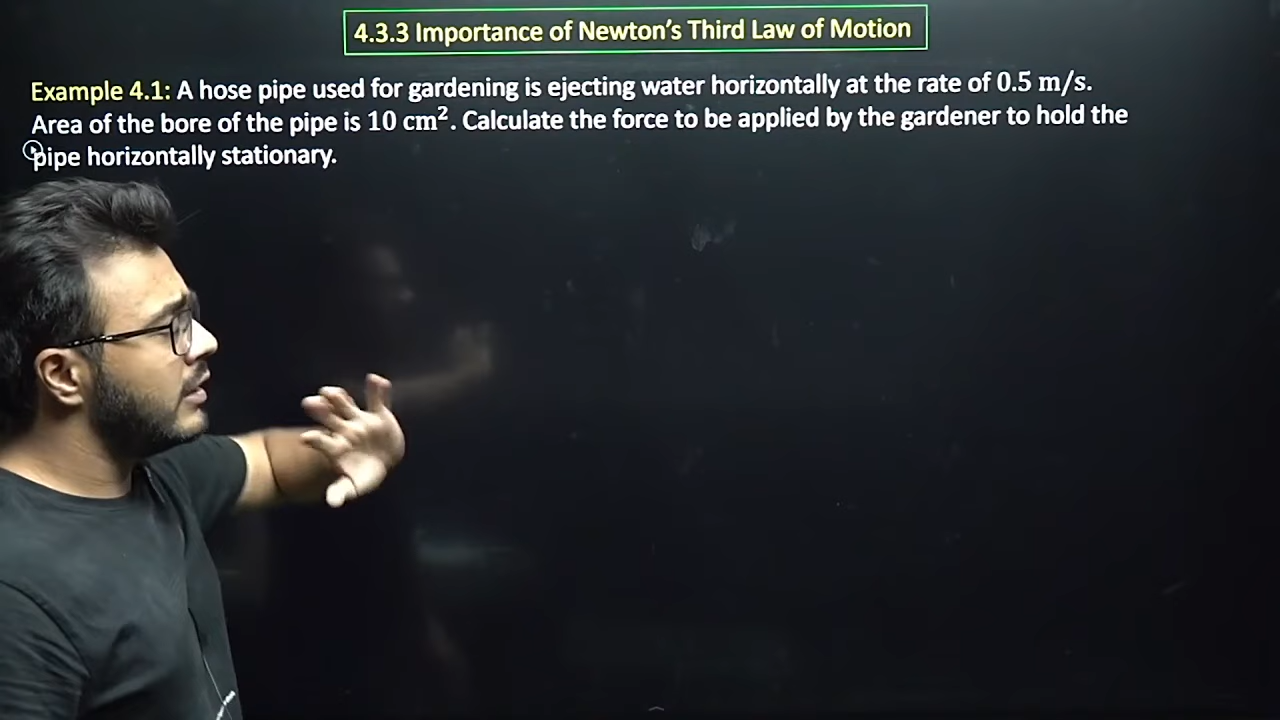 4.3.3 Importance of Newton’s Third Law of Motion
Example 4.1: A hose pipe used for gardening is ejecting water horizontally at the rate of 0.5 m/s.
Area of the bore of the pipe is 10 cm². Calculate the force to be applied by the gardener to hold the
pipe horizontally stationary.